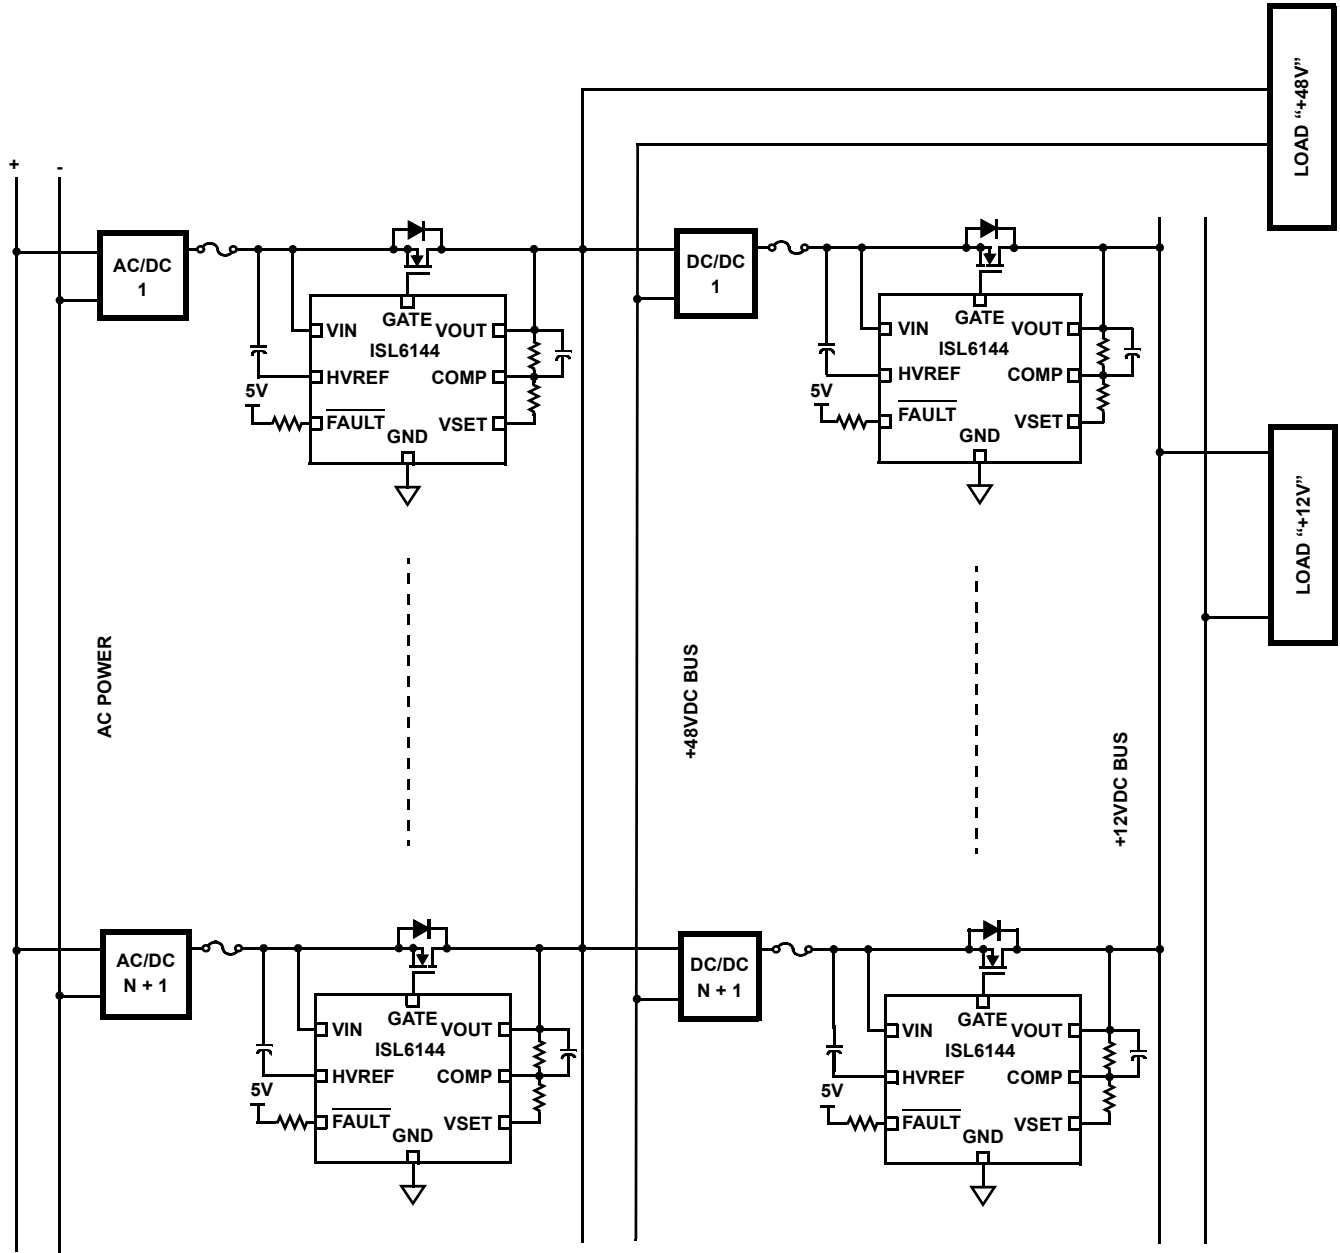 LOAD “+48V”
+ -
AC/DC
1
GATE
VIN
VOUT
ISL6144
HVREF
COMP
5V
FAULT
VSET
GND
DC/DC
1
GATE
VIN
VOUT
ISL6144
HVREF
COMP
5V
FAULT
VSET
GND
LOAD “+12V”
AC POWER
+48VDC BUS
+12VDC BUS
AC/DC
N + 1
GATE
VIN
VOUT
ISL6144
HVREF
COMP
5V
FAULT
VSET
GND
DC/DC
N + 1
GATE
VIN
VOUT
ISL6144
HVREF
COMP
5V
FAULT
VSET
GND